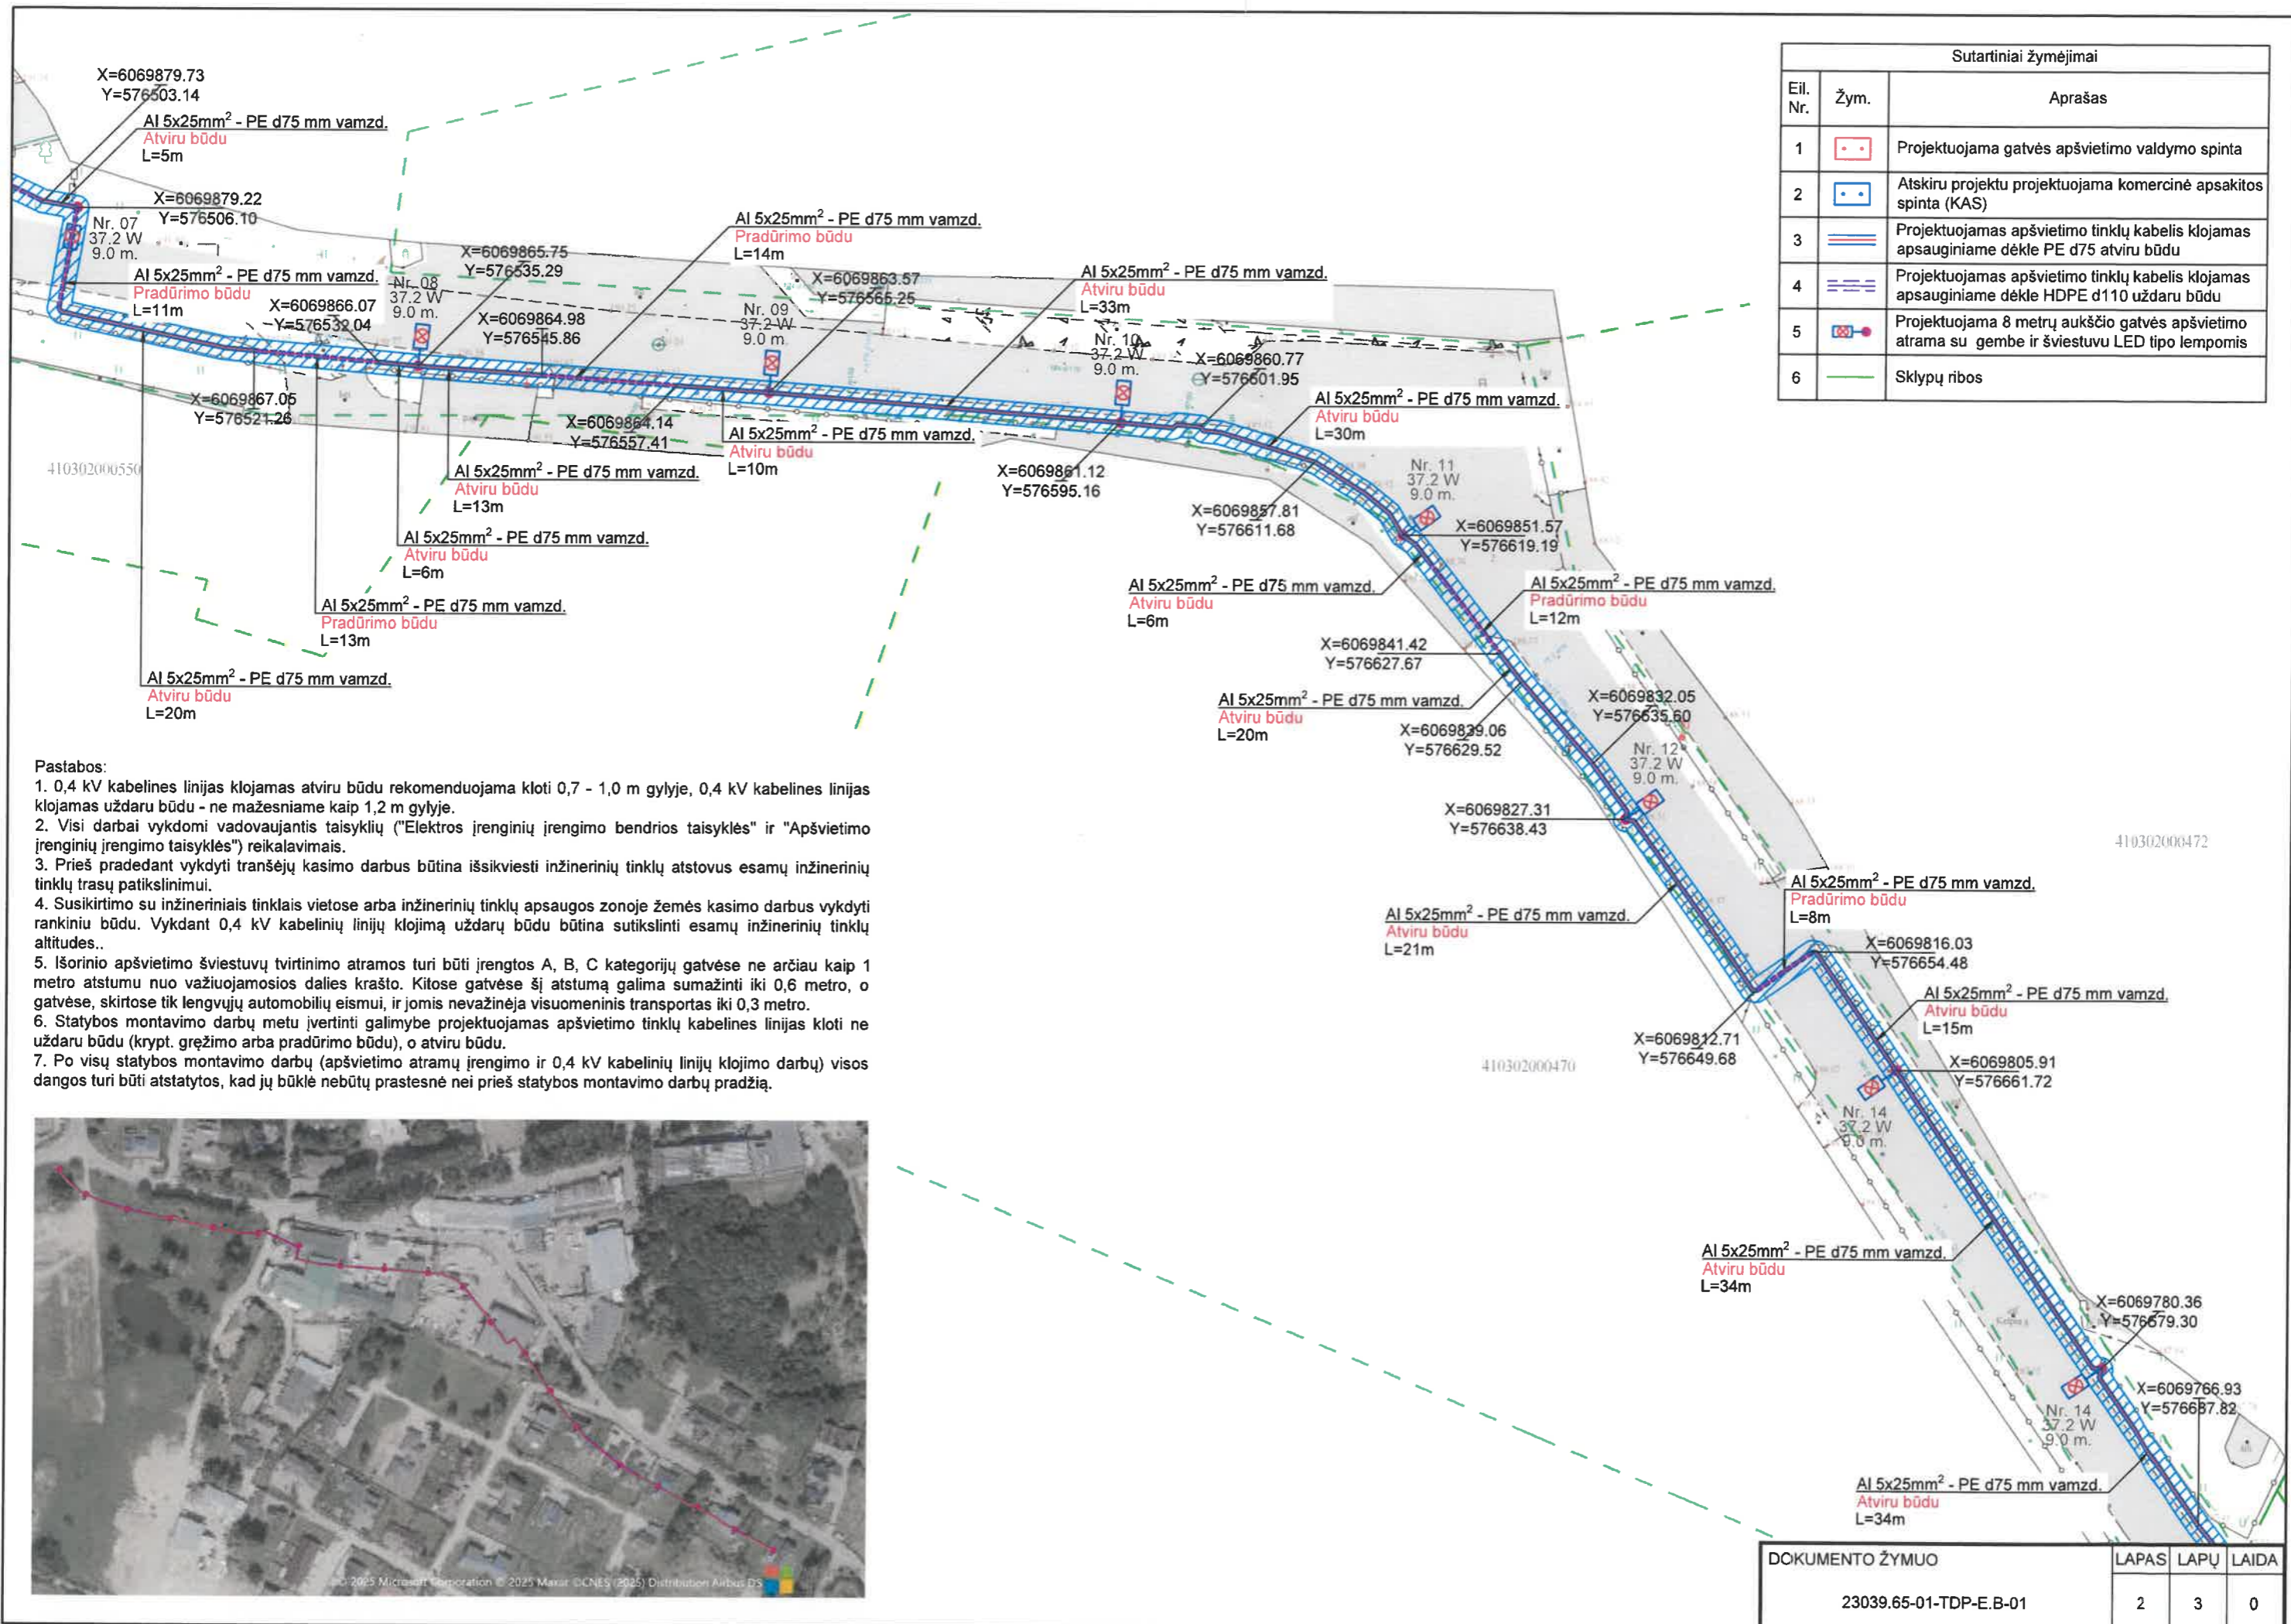 X=6069879.73
Y=576503.14
Al 5x25mm² - PE d75 mm vamzd.
Atviru būdu
L=5m
X=6069879.22
Y=576506.10
Nr. 07
37.2 W
9.0 m.
Al 5x25mm² - PE d75 mm vamzd.
Pradūrimo būdu
L=11m
X=6069866.07
Y=576532.04
Nr. 08
37.2 W
9.0 m.
X=6069865.75
Y=576535.29
X=6069864.98
Y=576545.86
Al 5x25mm² - PE d75 mm vamzd.
Pradūrimo būdu
L=14m
X=6069863.57
Y=576565.25
Nr. 09
37.2 W
9.0 m.
Al 5x25mm² - PE d75 mm vamzd.
Atviru būdu
L=33m
Nr. 10
37.2 W
9.0 m.
X=6069860.77
Y=576601.95
Al 5x25mm² - PE d75 mm vamzd.
Atviru būdu
L=30m
X=6069867.05
Y=576521.26
X=6069864.14
Y=576557.41
Al 5x25mm² - PE d75 mm vamzd.
Atviru būdu
L=10m
410302000550
Al 5x25mm² - PE d75 mm vamzd.
Atviru būdu
L=13m
X=6069861.12
Y=576595.16
Nr. 11
37.2 W
9.0 m.
X=6069857.81
Y=576611.68
X=6069851.57
Y=576619.19
Al 5x25mm² - PE d75 mm vamzd.
Atviru būdu
L=6m
Al 5x25mm² - PE d75 mm vamzd.
Pradūrimo būdu
L=13m
Al 5x25mm² - PE d75 mm vamzd.
Atviru būdu
L=20m
Al 5x25mm² - PE d75 mm vamzd.
Atviru būdu
L=6m
Al 5x25mm² - PE d75 mm vamzd.
Pradūrimo būdu
L=12m
X=6069841.42
Y=576627.67
Al 5x25mm² - PE d75 mm vamzd.
Atviru būdu
L=20m
X=6069839.06
Y=576629.52
X=6069832.05
Y=576635.60
Nr. 12
37.2 W
9.0 m.
X=6069827.31
Y=576638.43
410302000472
Al 5x25mm² - PE d75 mm vamzd.
Pradūrimo būdu
L=8m
Al 5x25mm² - PE d75 mm vamzd.
Atviru būdu
L=21m
X=6069816.03
Y=576654.48
Al 5x25mm² - PE d75 mm vamzd.
Atviru būdu
L=15m
X=6069812.71
Y=576649.68
410302000470
X=6069805.91
Y=576661.72
Nr. 14
37.2 W
9.0 m.
Al 5x25mm² - PE d75 mm vamzd.
Atviru būdu
L=34m
X=6069780.36
Y=576679.30
X=6069766.93
Y=576687.82
Nr. 14
37.2 W
9.0 m.
Al 5x25mm² - PE d75 mm vamzd.
Atviru būdu
L=34m
Sutartiniai žymėjimai
Eil. Nr. Žym. Aprašas
1 Projektuojama gatvės apšvietimo valdymo spinta
2 Atskiru projektu projektuojama komercinė apsakitos
spinta (KAS)
3 Projektuojamas apšvietimo tinklų kabelis klojamas
apsauginiame dėkle PE d75 atviru būdu
4 Projektuojamas apšvietimo tinklų kabelis klojamas
apsauginiame dėkle HDPE d110 uždaru būdu
5 Projektuojama 8 metrų aukščio gatvės apšvietimo
atrama su gembe ir šviestuvu LED tipo lempomis
6 Sklypų ribos
Pastabos:
1. 0,4 kV kabelines linijas klojamas atviru būdu rekomenduojama kloti 0,7 - 1,0 m gylyje, 0,4 kV kabelines linijas
klojamas uždaru būdu - ne mažesniame kaip 1,2 m gylyje.
2. Visi darbai vykdomi vadovaujantis taisyklių ("Elektros įrenginių įrengimo bendrios taisyklės" ir "Apšvietimo
įrenginių įrengimo taisyklės") reikalavimais.
3. Prieš pradedant vykdyti tranšėjų kasimo darbus būtina išsikviesti inžinerinių tinklų atstovus esamų inžinerinių
tinklų trasų patikslinimui.
4. Susikirtimo su inžineriniais tinklais vietose arba inžinerinių tinklų apsaugos zonoje žemės kasimo darbus vykdyti
rankiniu būdu. Vykdant 0,4 kV kabelinių linijų klojimą uždarų būdu būtina sutikslinti esamų inžinerinių tinklų
altitudes..
5. Išorinio apšvietimo šviestuvų tvirtinimo atramos turi būti įrengtos A, B, C kategorijų gatvėse ne arčiau kaip 1
metro atstumu nuo važiuojamosios dalies krašto. Kitose gatvėse šį atstumą galima sumažinti iki 0,6 metro, o
gatvėse, skirtose tik lengvųjų automobilių eismui, ir jomis nevažinėja visuomeninis transportas iki 0,3 metro.
6. Statybos montavimo darbų metu įvertinti galimybe projektuojamas apšvietimo tinklų kabelines linijas kloti ne
uždaru būdu (krypt. gręžimo arba pradūrimo būdu), o atviru būdu.
7. Po visų statybos montavimo darbų (apšvietimo atramų įrengimo ir 0,4 kV kabelinių linijų klojimo darbų) visos
dangos turi būti atstatytos, kad jų būklė nebūtų prastesnė nei prieš statybos montavimo darbų pradžią.
© 2025 Microsoft Corporation © 2025 Maxar ©CNES (2025) Distribution Airbus DS
DOKUMENTO ŽYMUO LAPAS LAPŲ LAIDA
23039.65-01-TDP-E.B-01 2 3 0